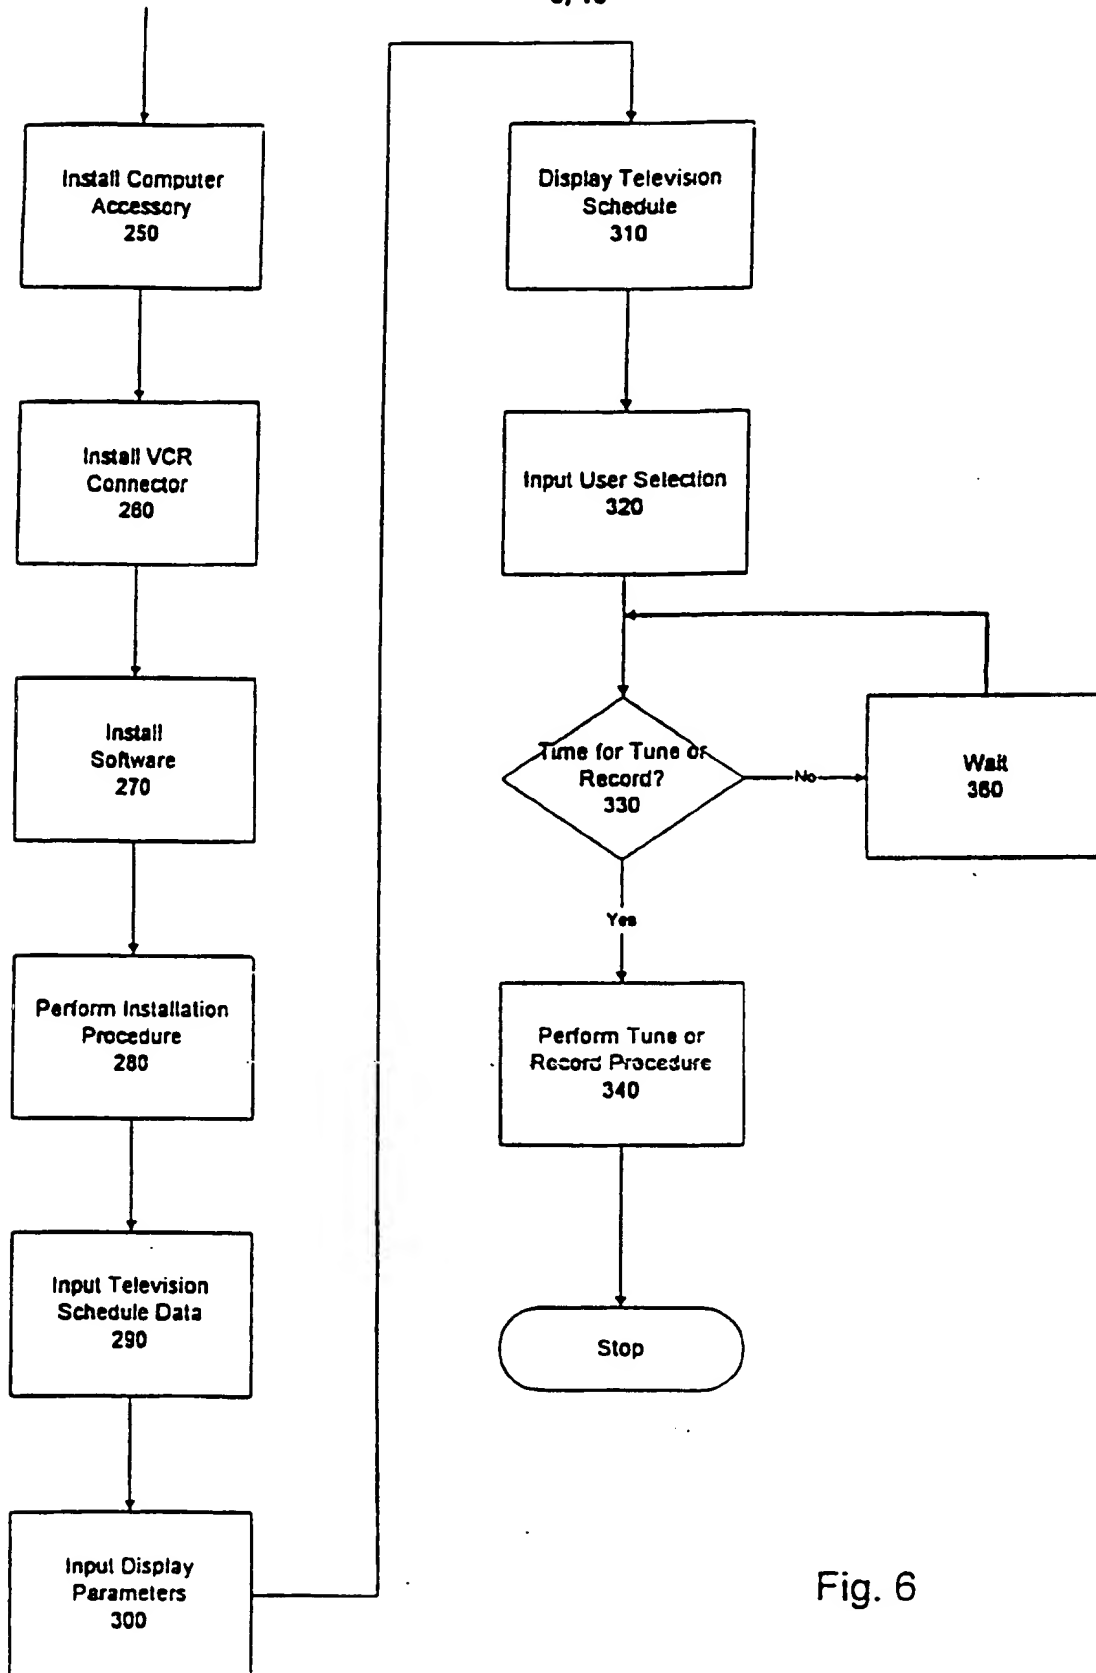 Install Computer
Accessory
250
Install VCR
Connector
260
Install
Software
270
Perform Installation
Procedure
280
Input Television
Schedule Data
290
Input Display
Parameters
300
Display Television
Schedule
310
Input User Selection
320
Time for Tune or
Record?
330
No
Wait
360
Yes
Perform Tune or
Record Procedure
340
Stop
Fig. 6